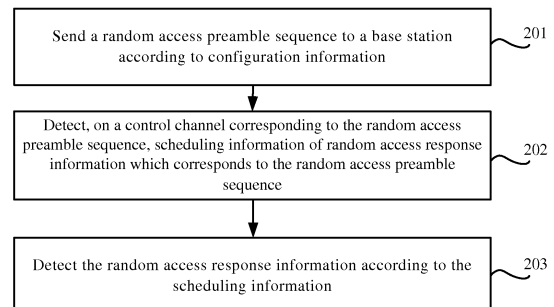 Send a random access preamble sequence to a base station
according to configuration information
201
Detect, on a control channel corresponding to the random access
preamble sequence, scheduling information of random access response
information which corresponds to the random access preamble
sequence
202
Detect the random access response information according to the
scheduling information
203